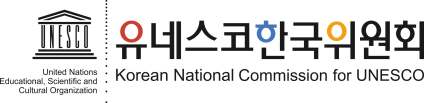 UNESCO
United Nations
Educational, Scientific and
Cultural Organization
유네스코한국위원회
Korean National Commission for UNESCO